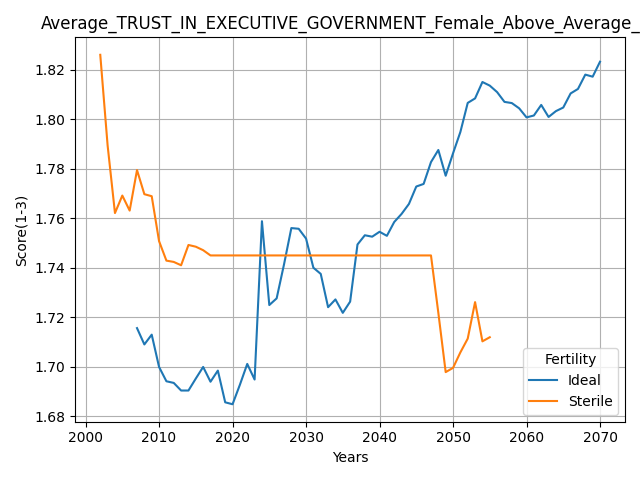 Average_TRUST_IN_EXECUTIVE_GOVERNMENT_Female_Above_Average_
Score(1-3)
1.82
1.80
1.78
1.76
1.74
1.72
1.70
1.68
2000 2010 2020 2030 2040 2050 2060 2070
Years
Fertility
Ideal
Sterile